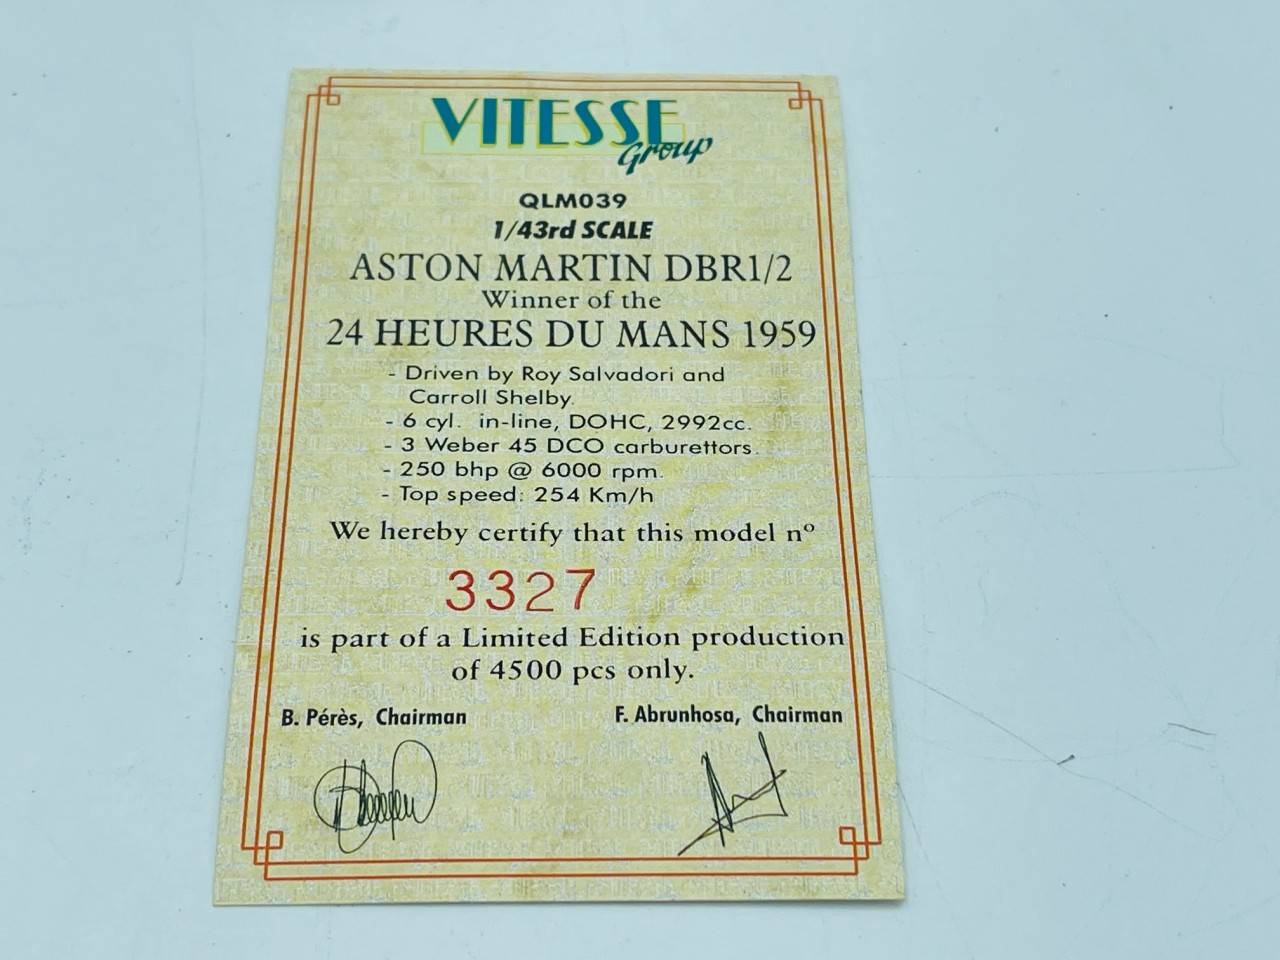 VITESSE
Group
QLM039
1/43rd SCALE
ASTON MARTIN DBR1/2
Winner of the
24 HEURES DU MANS 1959
- Driven by Roy Salvadori and
Carroll Shelby.
- 6 cyl. in-line, DOHC, 2992cc.
- 3 Weber 45 DCO carburettors.
- 250 bhp @ 6000 rpm.
- Top speed: 254 Km/h
We hereby certify that this model nº
3327
is part of a Limited Edition production
of 4500 pcs only.
B. Pérès, Chairman
F. Abrunhosa, Chairman